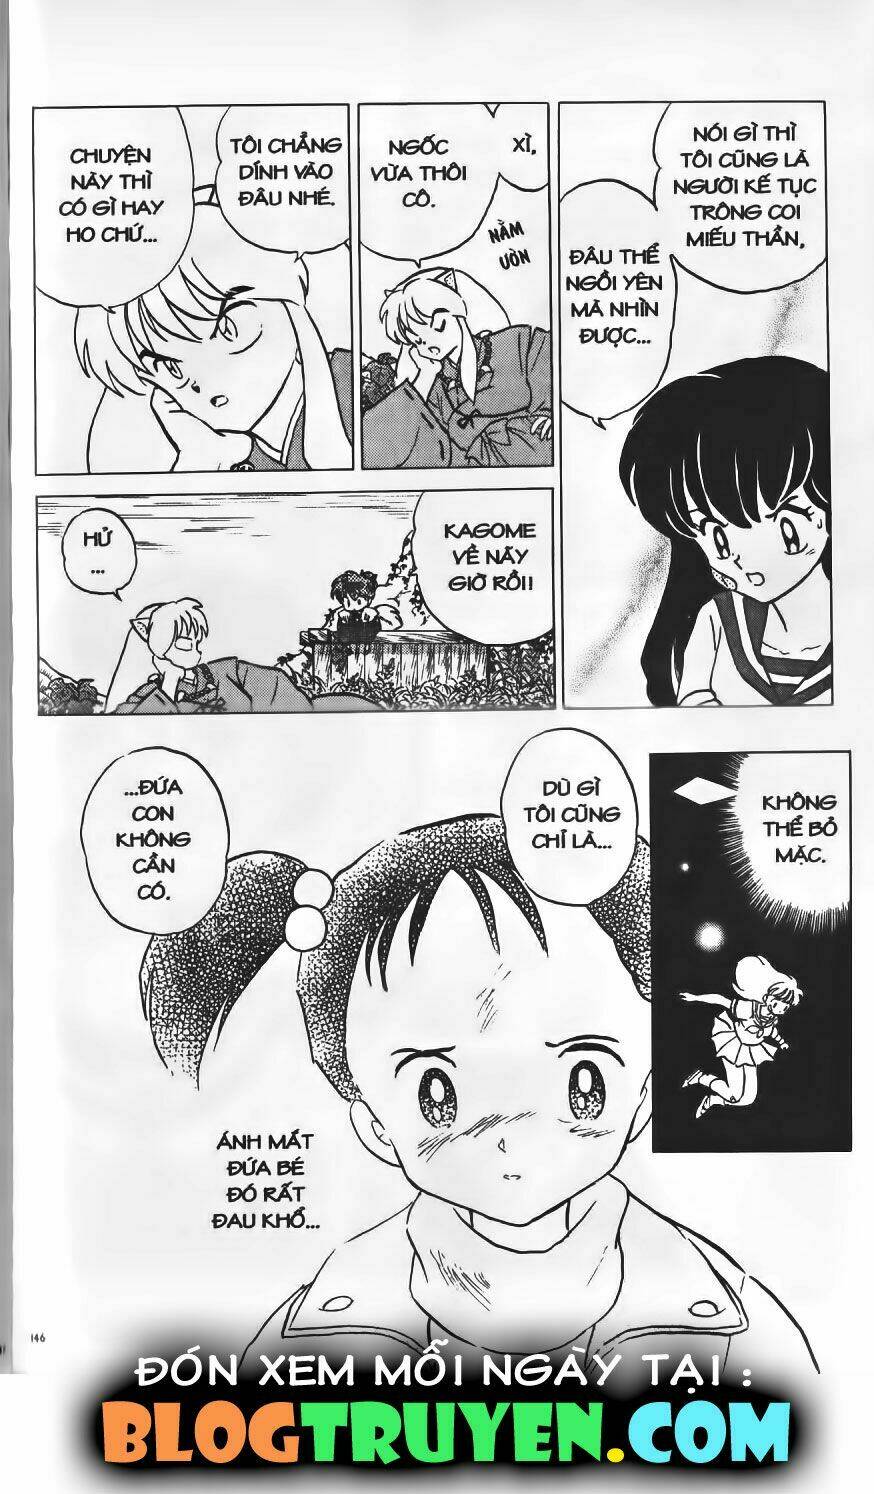 NÓI GÌ THÌ
TÔI CŨNG LÀ
NGƯỜI KẾ TỤC
TRÔNG COI
MIẾU THẦN,
ĐÂU THỂ
NGỒI YÊN
MÀ NHÌN
ĐƯỢC...
XÌ,
NGỐC
VỪA THÔI
CÔ.
NẰM
ƯỜN
TÔI CHẲNG
DÍNH VÀO
ĐÂU NHÉ.
CHUYỆN
NÀY THÌ
CÓ GÌ HAY
HO CHỨ...
KAGOME
VỀ NÃY
GIỜ RỒI!
HỬ
...
KHÔNG
THỂ BỎ
MẶC.
DÙ GÌ
TÔI CŨNG
CHỈ LÀ...
...ĐỨA
CON
KHÔNG
CẦN
CÓ.
ÁNH MẮT
ĐỨA BÉ
ĐÓ RẤT
ĐAU KHỔ...
146
ĐÓN XEM MỖI NGÀY TẠI :
BLOGTRUYEN.COM